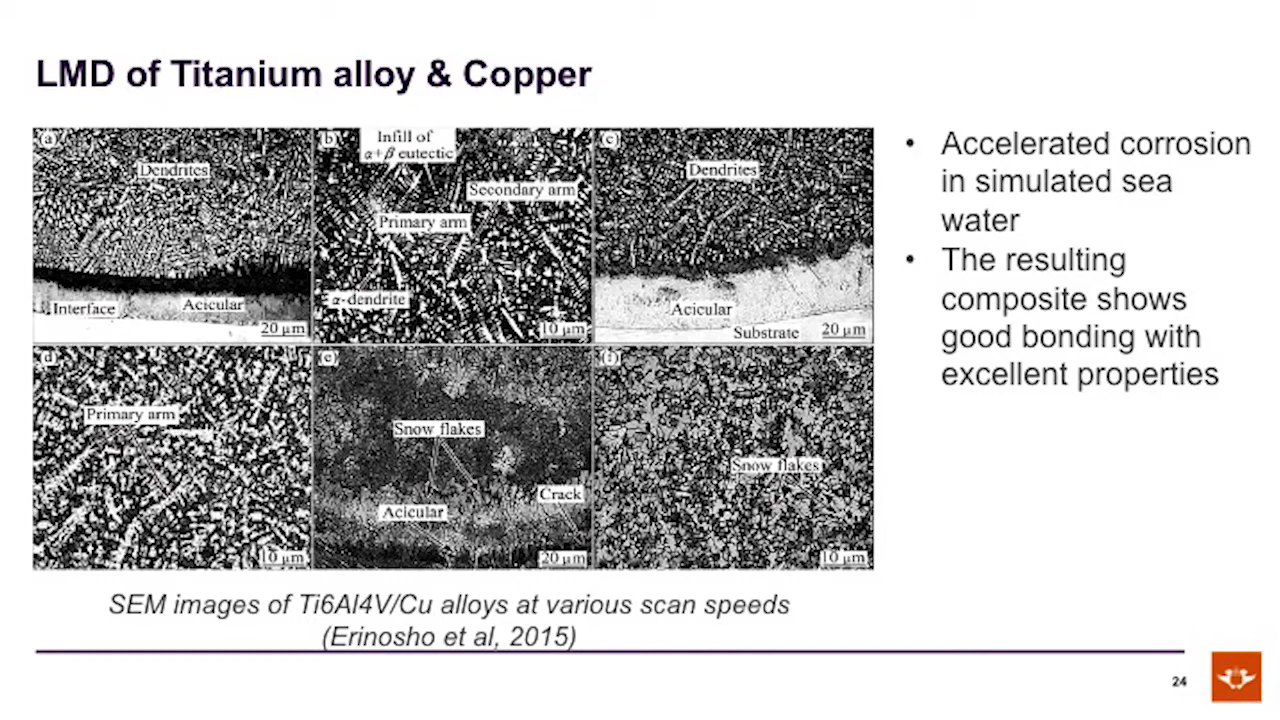 LMD of Titanium alloy & Copper
(a)
Dendrites
Interface
Acicular
20 μm
(b)
Infill of
α+β eutectic
Secondary arm
Primary arm
α-dendrite
10 μm
(c)
Dendrites
Acicular
Substrate
20 μm
(d)
Primary arm
10 μm
(e)
Snow flakes
Crack
Acicular
20 μm
(f)
Snow flakes
10 μm
• Accelerated corrosion
in simulated sea
water
• The resulting
composite shows
good bonding with
excellent properties
SEM images of Ti6Al4V/Cu alloys at various scan speeds
(Erinosho et al, 2015)
24